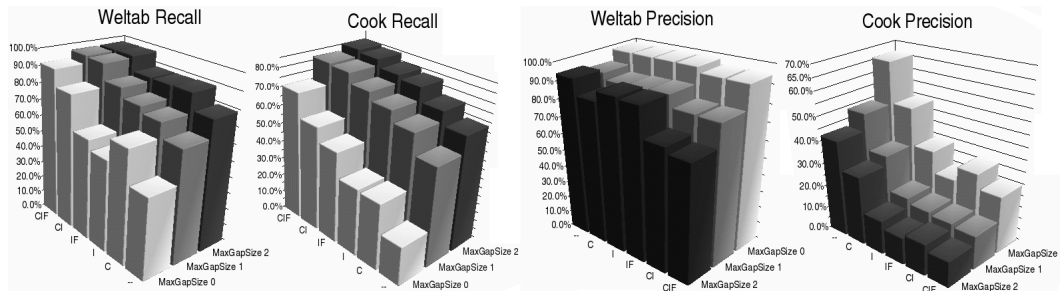 Weltab Recall
100.0%
90.0%
80.0%
70.0%
60.0%
50.0%
40.0%
30.0%
20.0%
10.0%
0.0%
CIF
CI
IF
I
C
--
MaxGapSize 2
MaxGapSize 1
MaxGapSize 0
Cook Recall
80.0%
70.0%
60.0%
50.0%
40.0%
30.0%
20.0%
10.0%
0.0%
CIF
CI
IF
I
C
--
MaxGapSize 2
MaxGapSize 1
MaxGapSize 0
Weltab Precision
100.0%
90.0%
80.0%
70.0%
60.0%
50.0%
40.0%
30.0%
20.0%
10.0%
0.0%
--
C
I
IF
CI
CIF
MaxGapSize 0
MaxGapSize 1
MaxGapSize 2
Cook Precision
70.0%
65.0%
60.0%
50.0%
40.0%
30.0%
20.0%
10.0%
0.0%
--
C
I
IF
CI
CIF
MaxGapSize
MaxGapSize 1
MaxGapSize 2